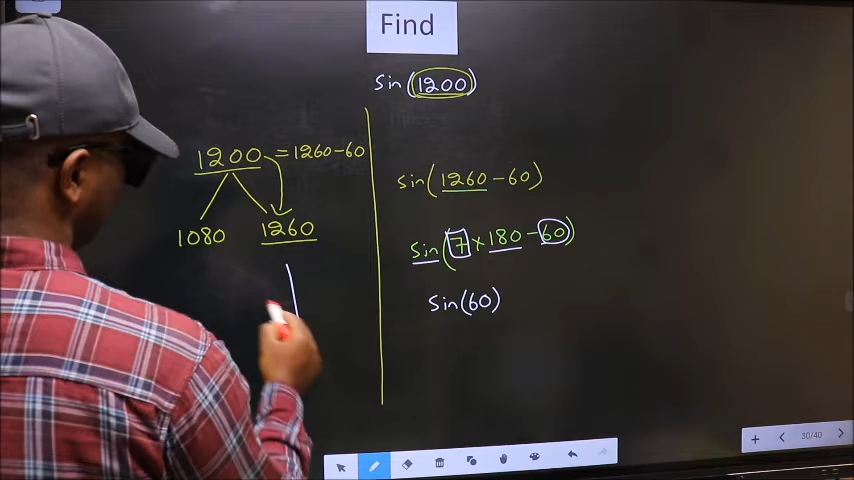 Find
sin(1200)
1200 = 1260-60
1080 1260
sin(1260-60)
sin(7×180-60)
sin(60)
30/40